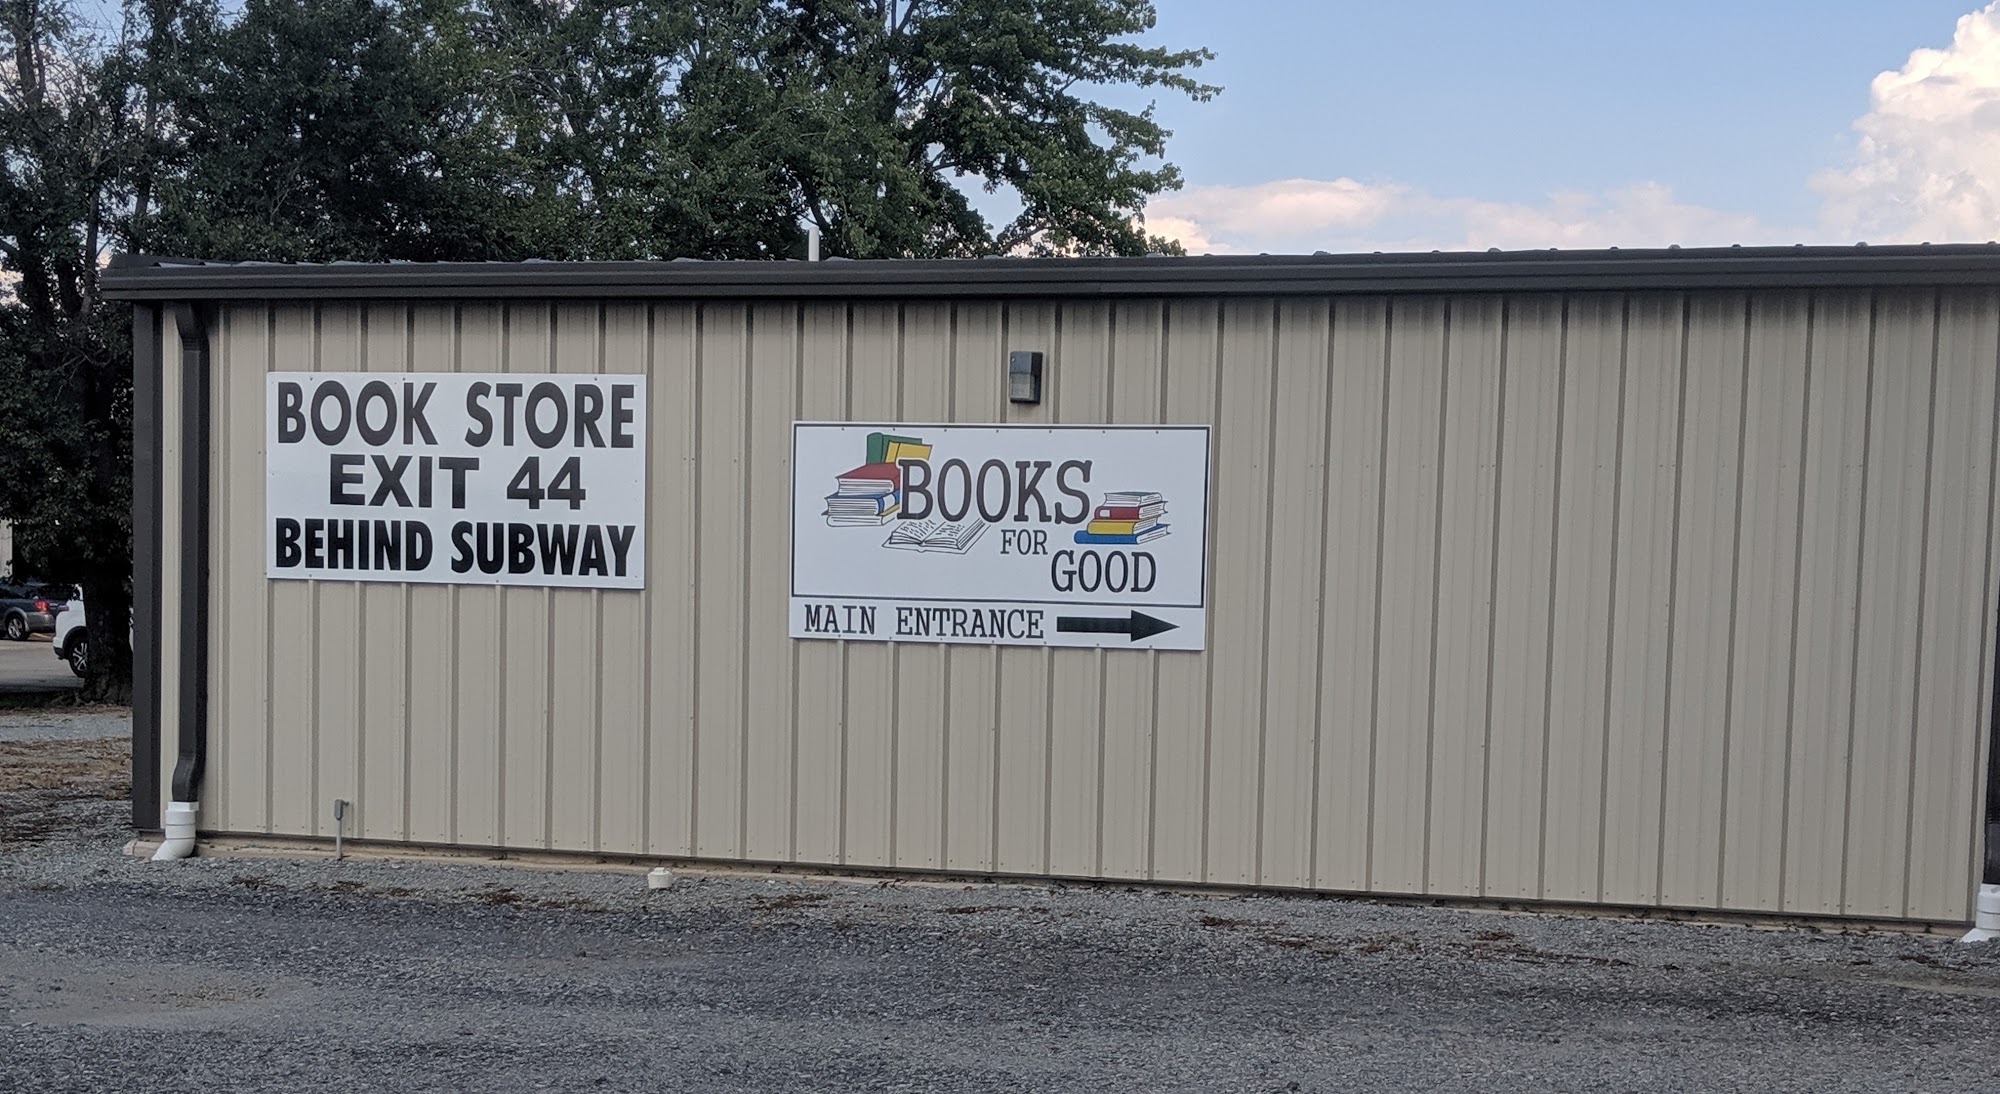 BOOK STORE
EXIT 44
BEHIND SUBWAY
BOOKS
FOR
GOOD
MAIN ENTRANCE